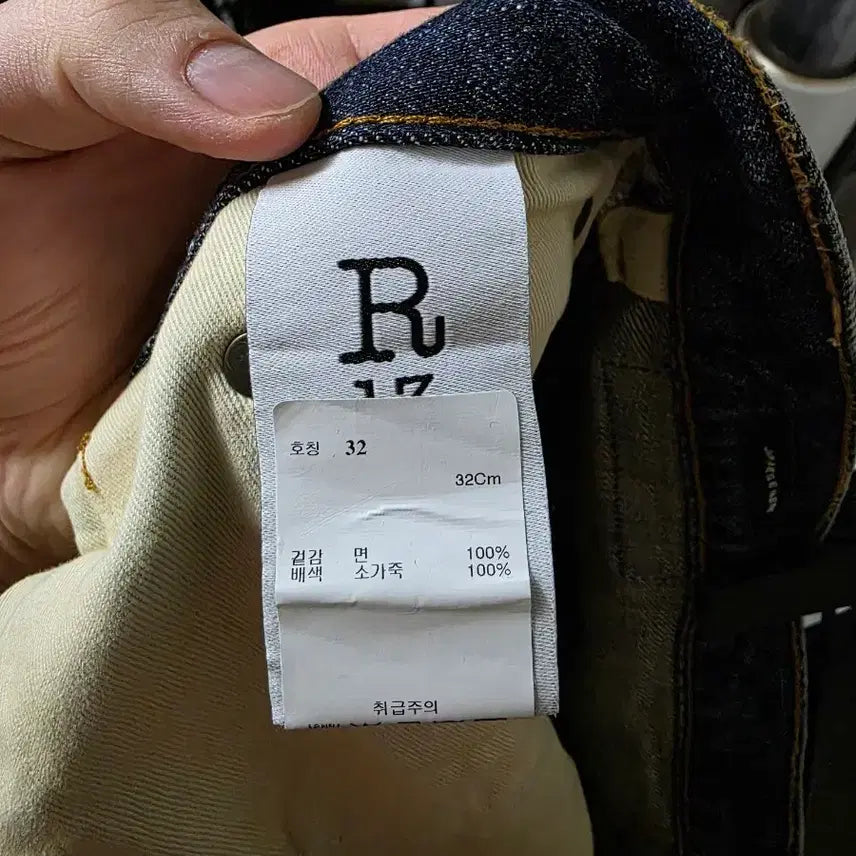 R
호칭 32
32Cm
겉감 면 100%
배색 소가죽 100%
취급주의